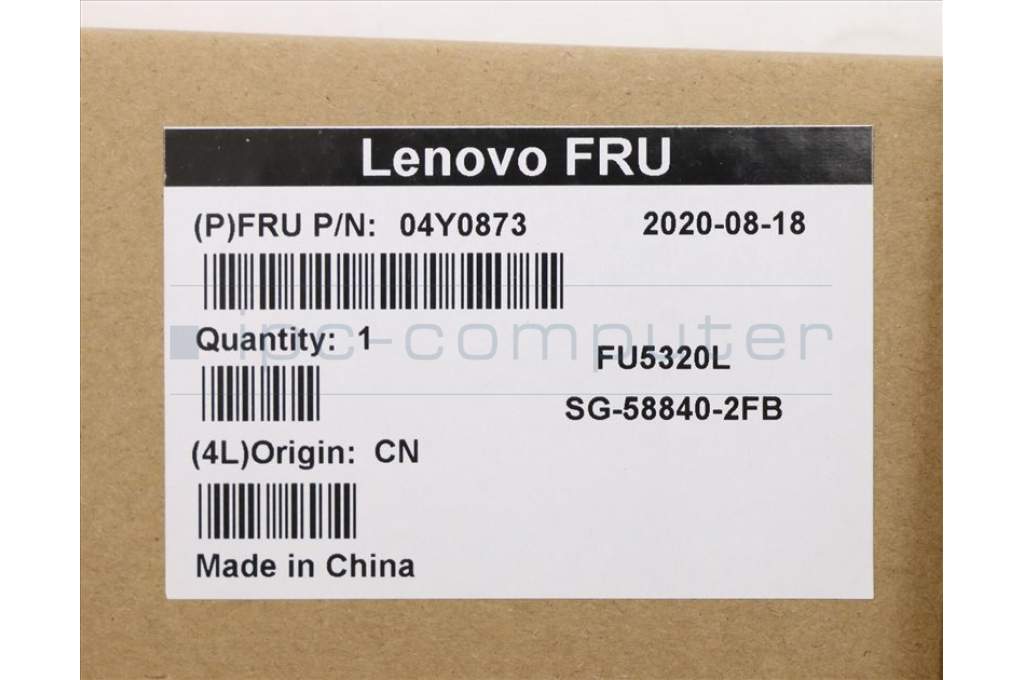 Lenovo FRU
(P)FRU P/N: 04Y0873 2020-08-18
Quantity: 1
ipc-computer
FU5320L
SG-58840-2FB
(4L)Origin: CN
Made in China